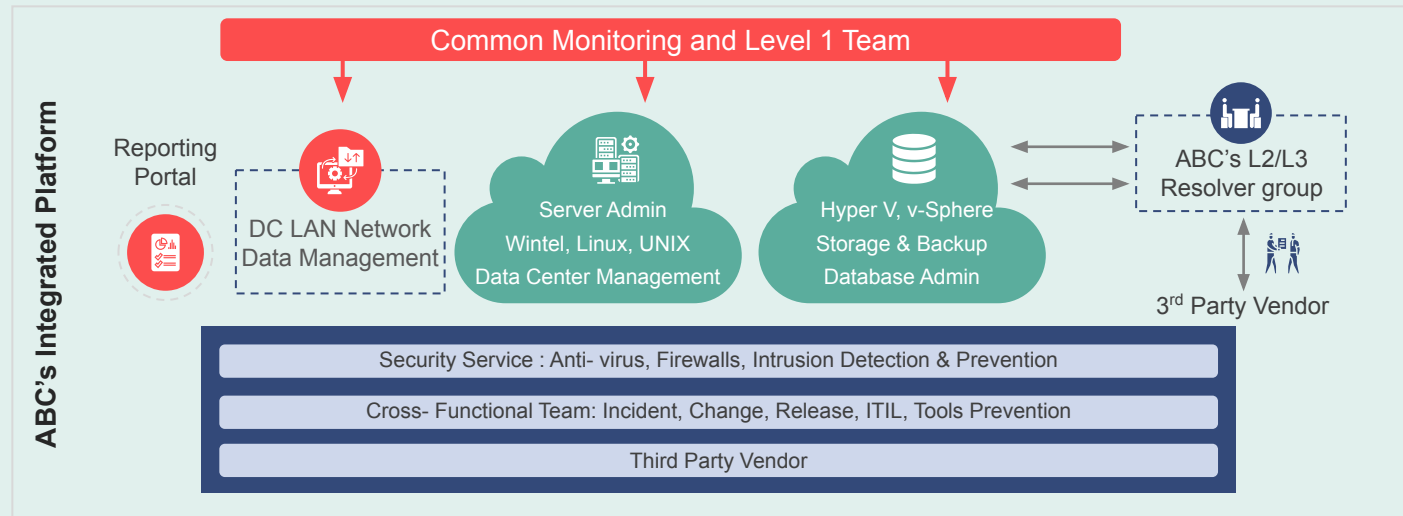 Common Monitoring and Level 1 Team
ABC's Integrated Platform
Reporting
Portal
DC LAN Network
Data Management
Server Admin
Wintel, Linux, UNIX
Data Center Management
Hyper V, v-Sphere
Storage & Backup
Database Admin
ABC's L2/L3
Resolver group
3rd Party Vendor
Security Service : Anti- virus, Firewalls, Intrusion Detection & Prevention
Cross- Functional Team: Incident, Change, Release, ITIL, Tools Prevention
Third Party Vendor